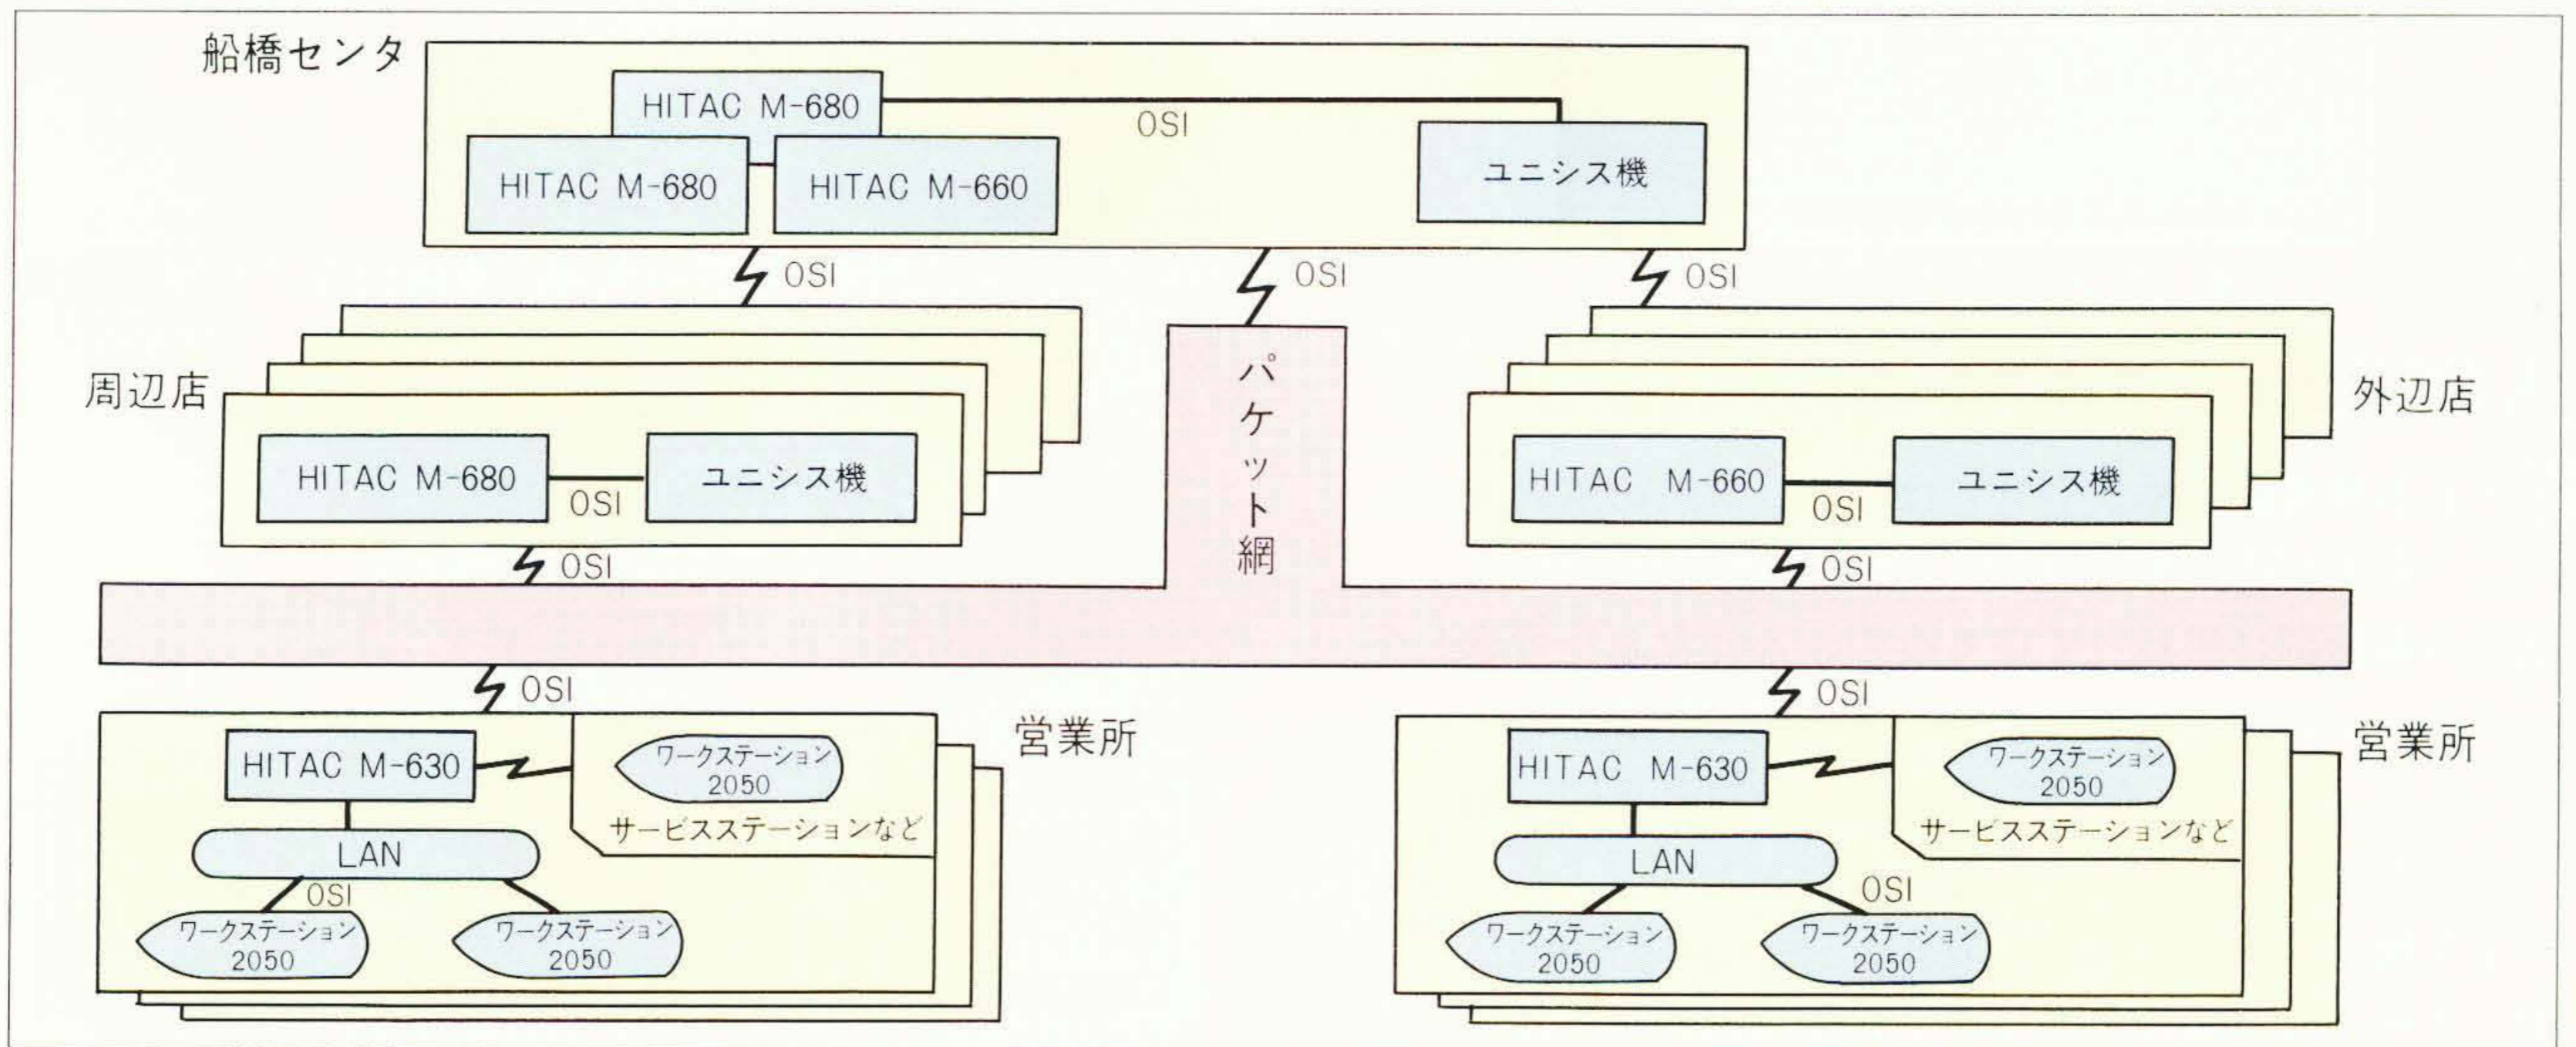 船橋センタ
HITAC M-680
OSI
HITAC M-680
HITAC M-660
ユニシス機
OSI
OSI
OSI
周辺店
HITAC M-680
OSI
ユニシス機
パケット網
外辺店
HITAC M-660
OSI
ユニシス機
OSI
OSI
OSI
OSI
営業所
HITAC M-630
ワークステーション
2050
サービスステーションなど
LAN
OSI
ワークステーション
2050
ワークステーション
2050
営業所
HITAC M-630
ワークステーション
2050
サービスステーションなど
LAN
OSI
ワークステーション
2050
ワークステーション
2050